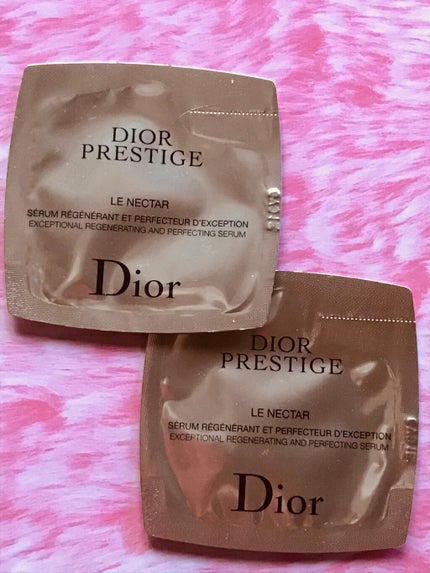 DIOR
PRESTIGE
LE NECTAR
SÉRUM RÉGÉNÉRANT ET PERFECTEUR D'EXCEPTION
EXCEPTIONAL REGENERATING AND PERFECTING SERUM
Dior
DIOR
PRESTIGE
LE NECTAR
SÉRUM RÉGÉNÉRANT ET PERFECTEUR D'EXCEPTION
EXCEPTIONAL REGENERATING AND PERFECTING SERUM
Dior